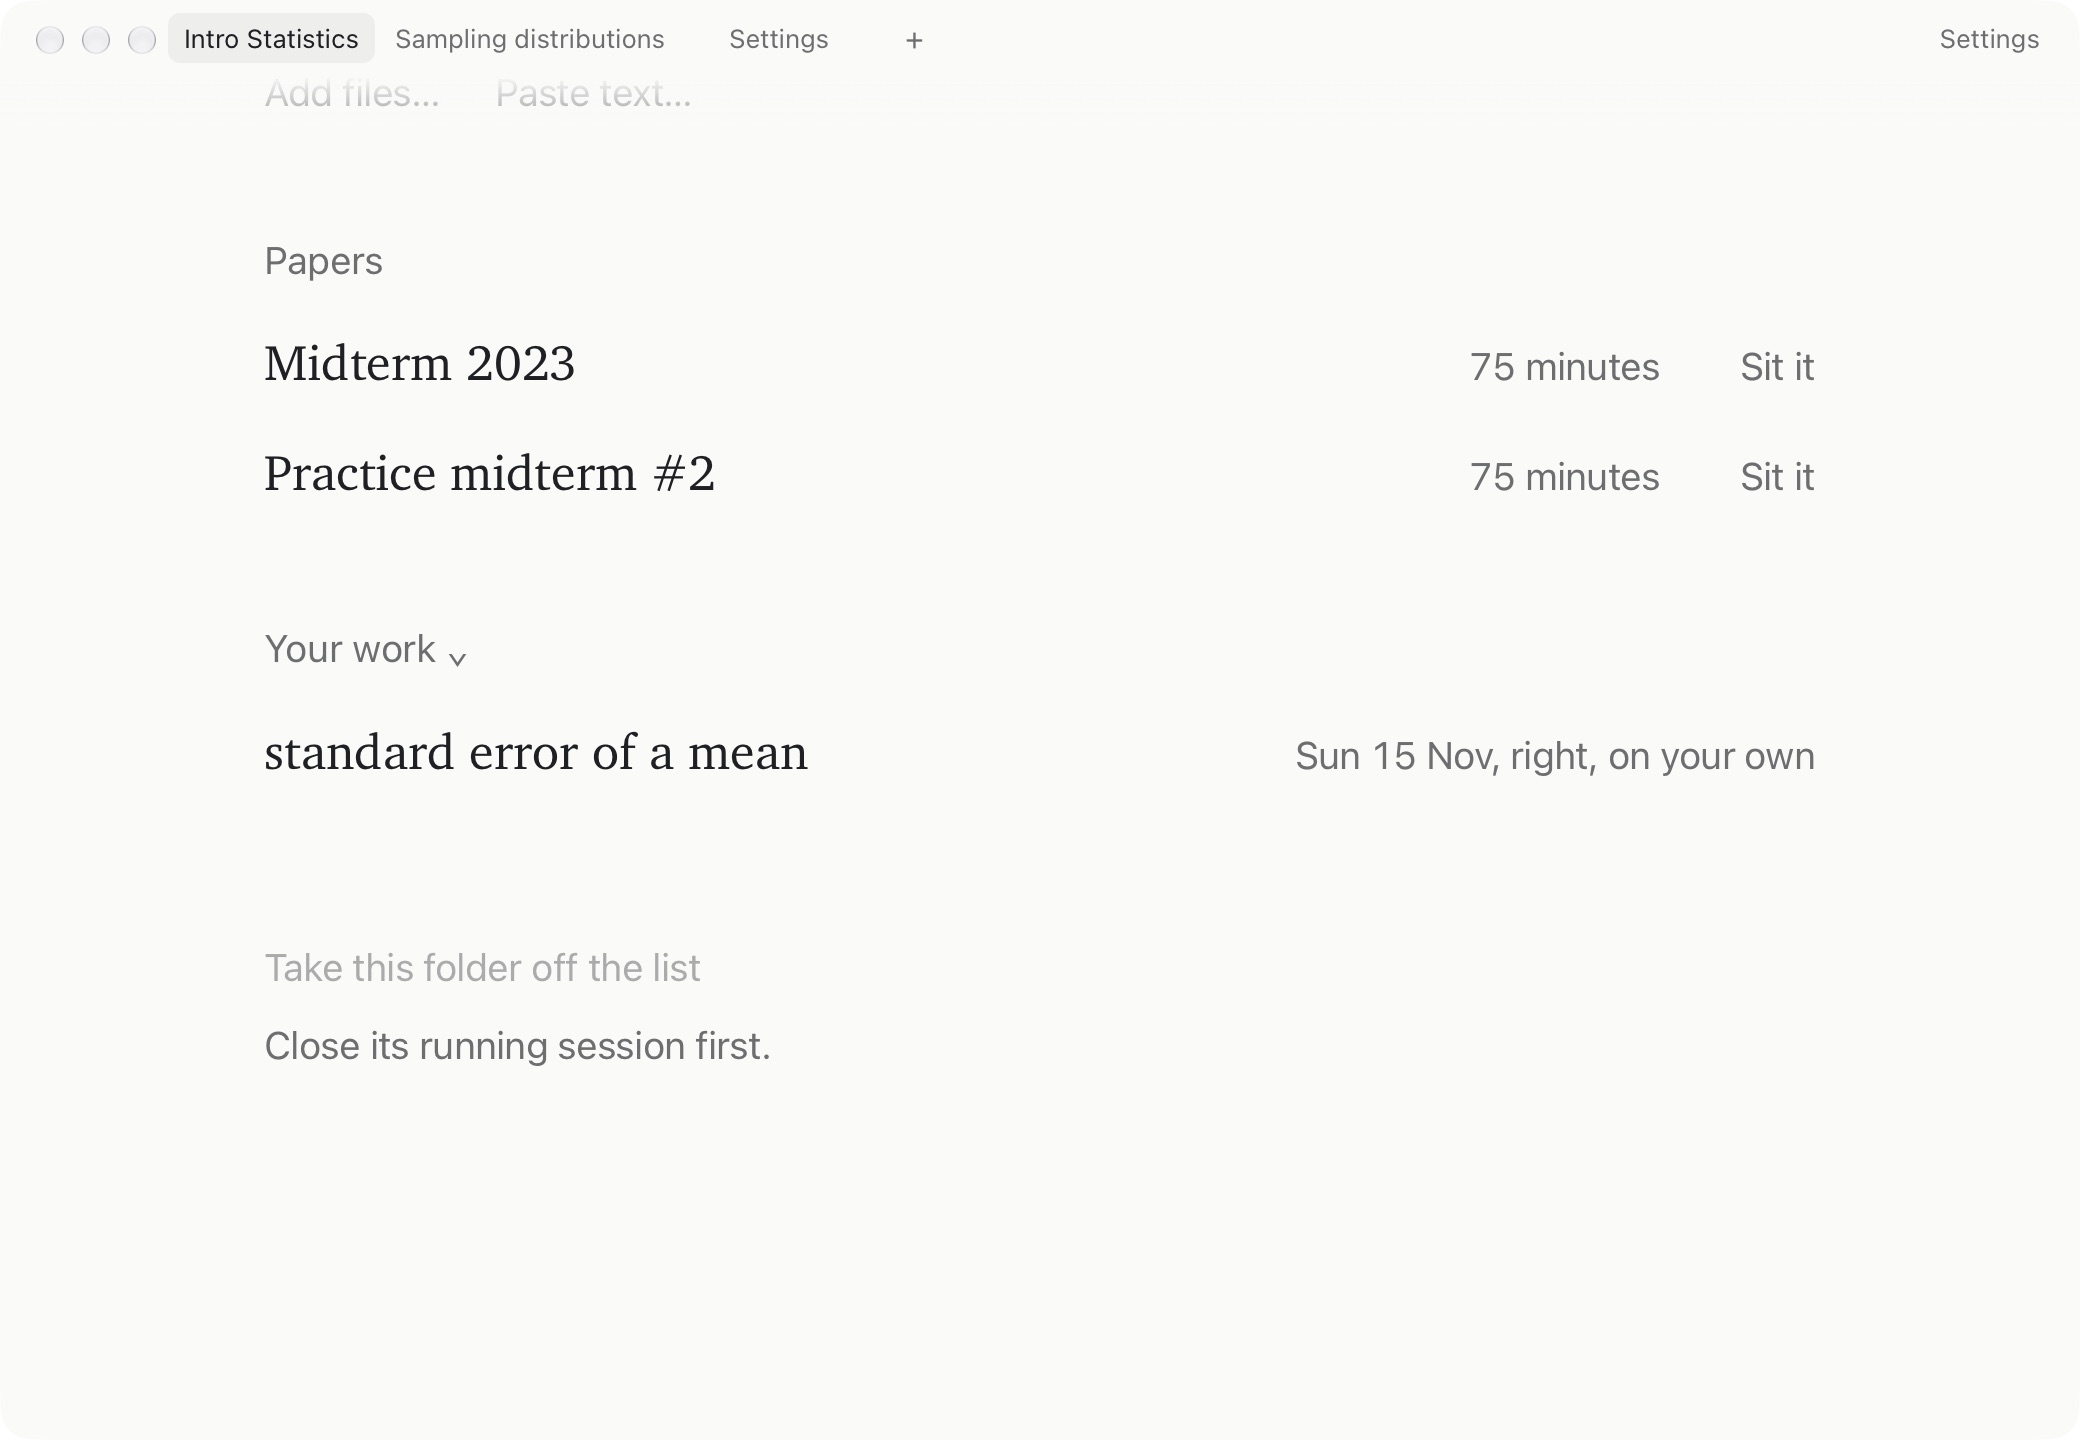 Intro Statistics Sampling distributions Settings + Settings
Add files... Paste text...
Papers
Midterm 2023 75 minutes Sit it
Practice midterm #2 75 minutes Sit it
Your work
standard error of a mean Sun 15 Nov, right, on your own
Take this folder off the list
Close its running session first.